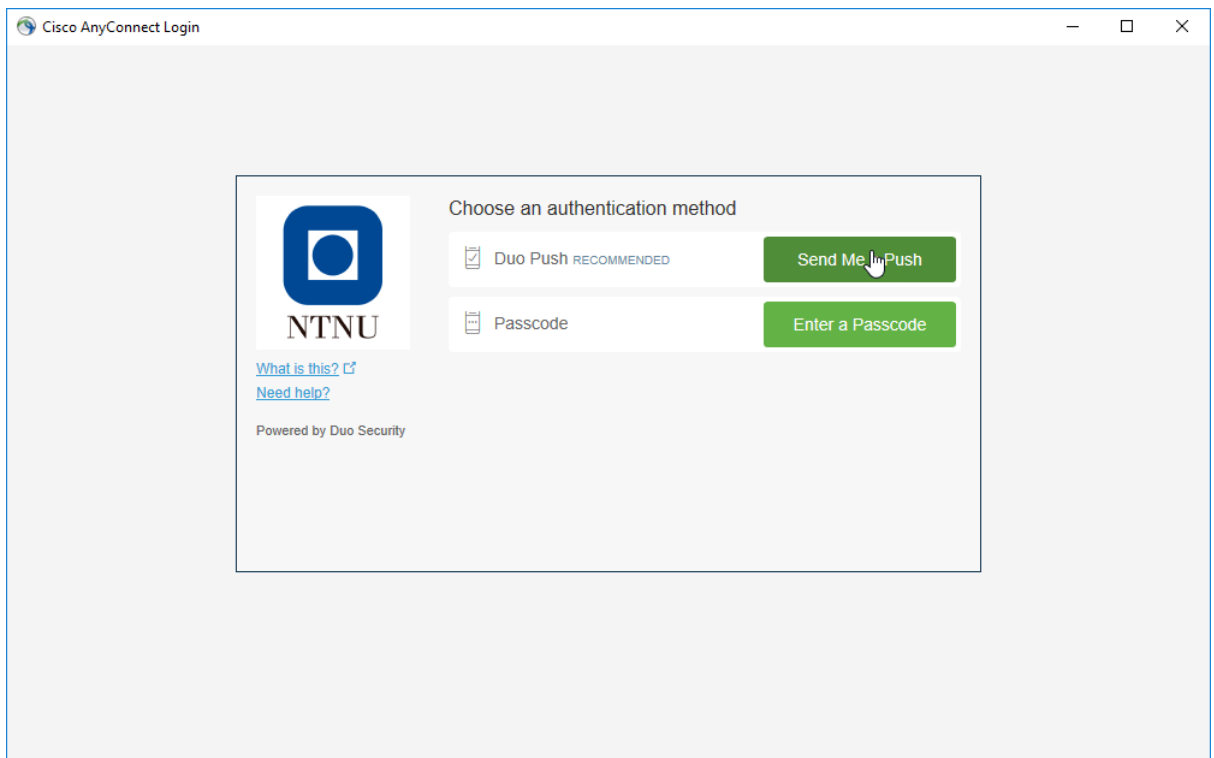 Cisco AnyConnect Login
Choose an authentication method
Duo Push RECOMMENDED
Send Me a Push
Passcode
Enter a Passcode
NTNU
What is this?
Need help?
Powered by Duo Security